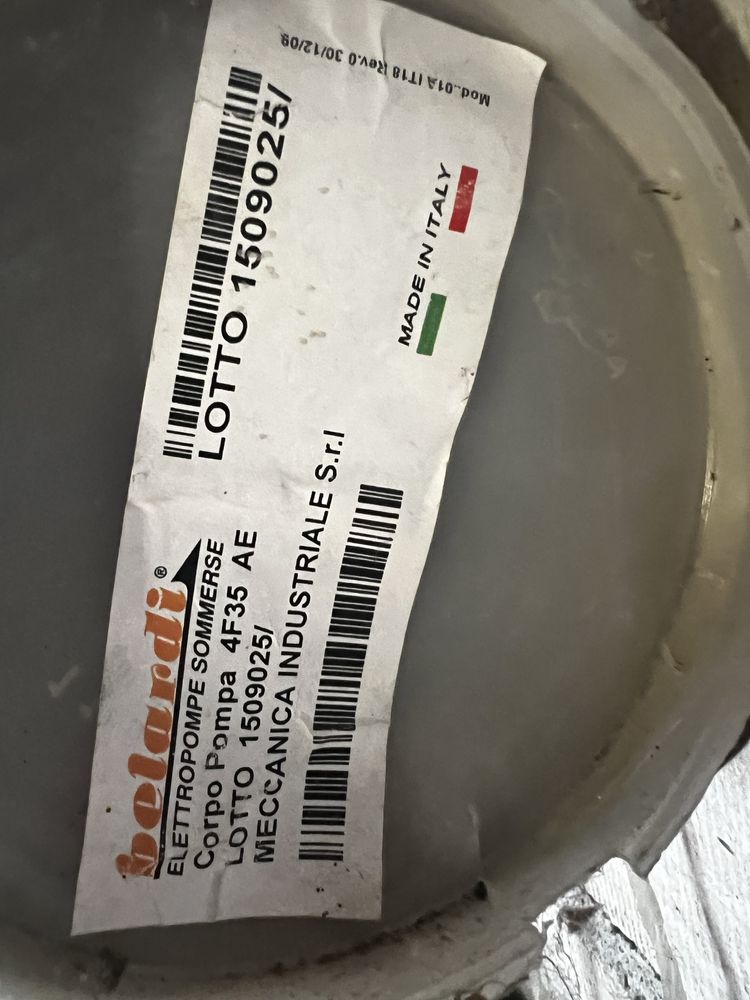 belardi®
ELETTROPOMPE SOMMERSE
Corpo Pompa 4F35 AE
LOTTO 1509025/
MECCANICA INDUSTRIALE S.r.l
LOTTO 1509025/
MADE IN ITALY
Mod..01A IT18 Rev.0 30/12/09